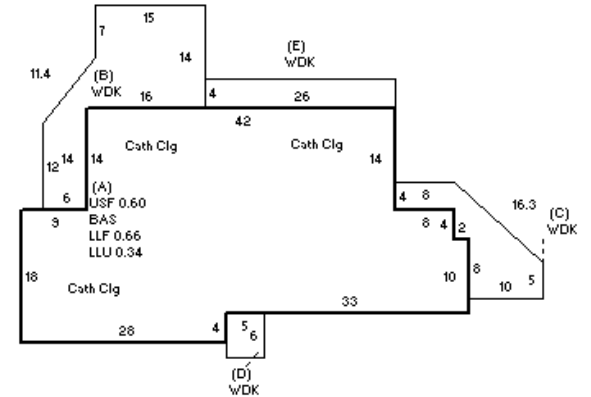 15
7
14
(E)
WDK
11.4
(B)
WDK
16
4
26
42
Cath Clg
Cath Clg
12
14
14
14
6
(A)
USF 0.60
BAS
LLF 0.66
LLU 0.34
9
4
8
16.3
(C)
WDK
8
4
2
18
Cath Clg
10
8
10
5
33
28
4
5
6
(D)
WDK